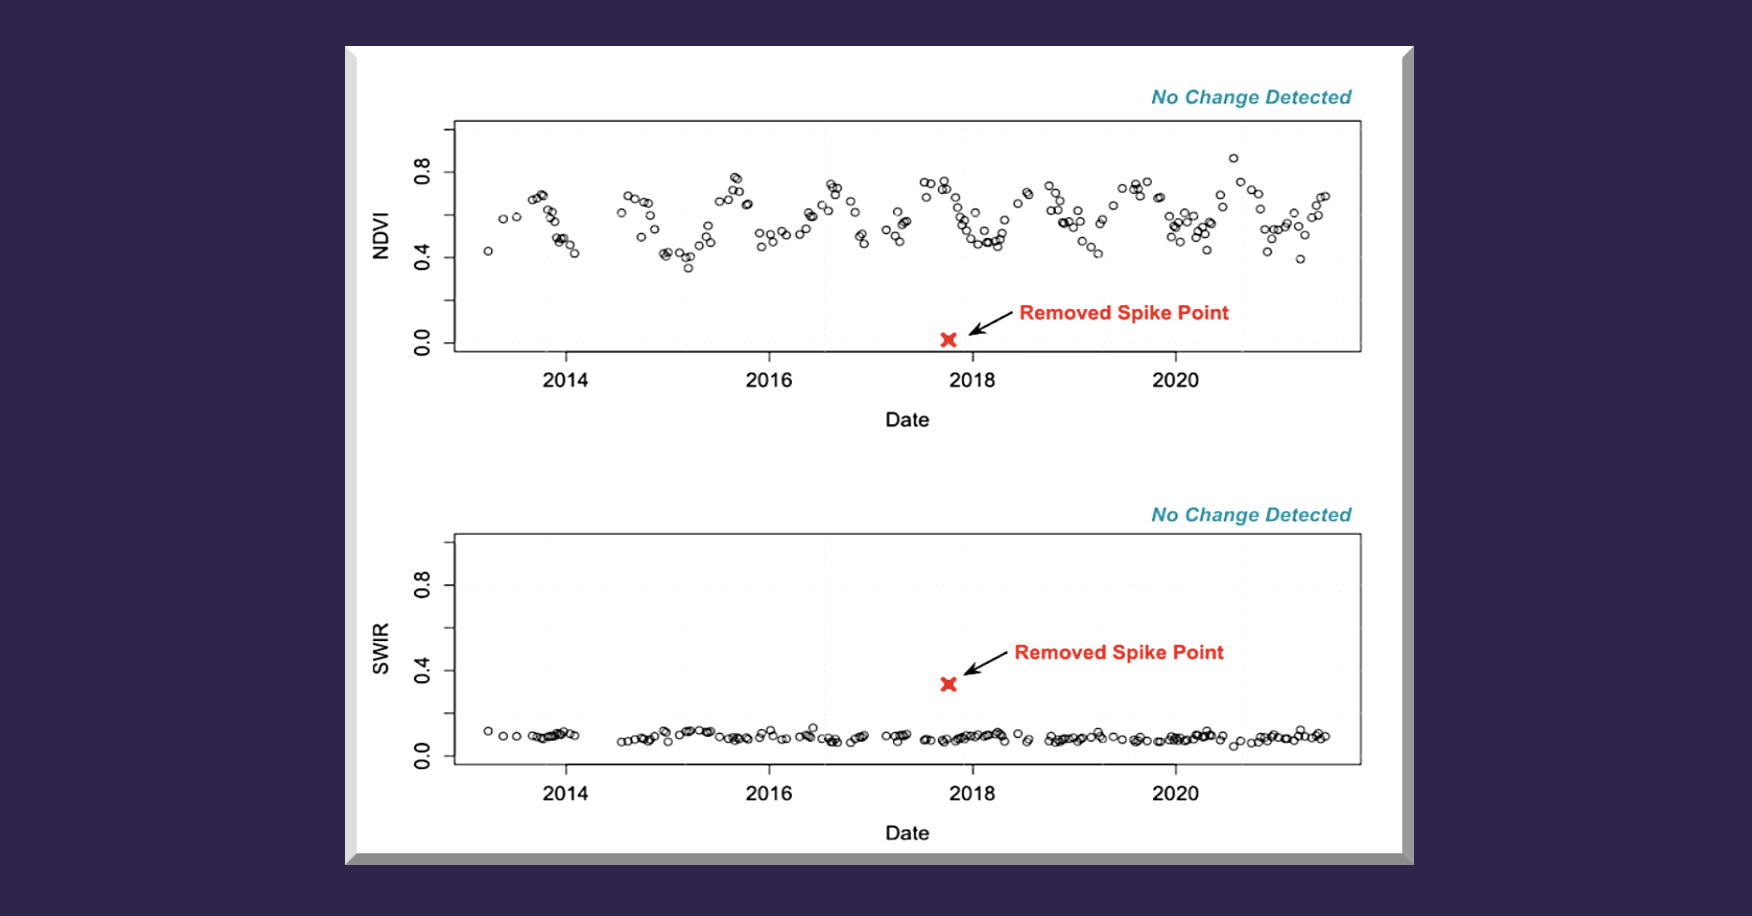 No Change Detected
0.8
0.4
0.0
NDVI
Removed Spike Point
2014 2016 2018 2020
Date
No Change Detected
0.8
0.4
0.0
SWIR
Removed Spike Point
2014 2016 2018 2020
Date